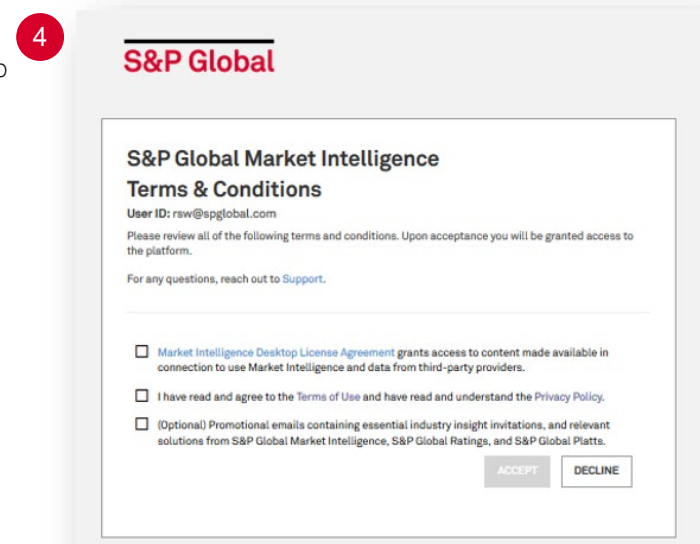 4
S&P Global
S&P Global Market Intelligence
Terms & Conditions
User ID: rsw@spglobal.com
Please review all of the following terms and conditions. Upon acceptance you will be granted access to
the platform.
For any questions, reach out to Support.
Market Intelligence Desktop License Agreement grants access to content made available in
connection to use Market Intelligence and data from third-party providers.
I have read and agree to the Terms of Use and have read and understand the Privacy Policy.
(Optional) Promotional emails containing essential industry insight invitations, and relevant
solutions from S&P Global Market Intelligence, S&P Global Ratings, and S&P Global Platts.
ACCEPT DECLINE